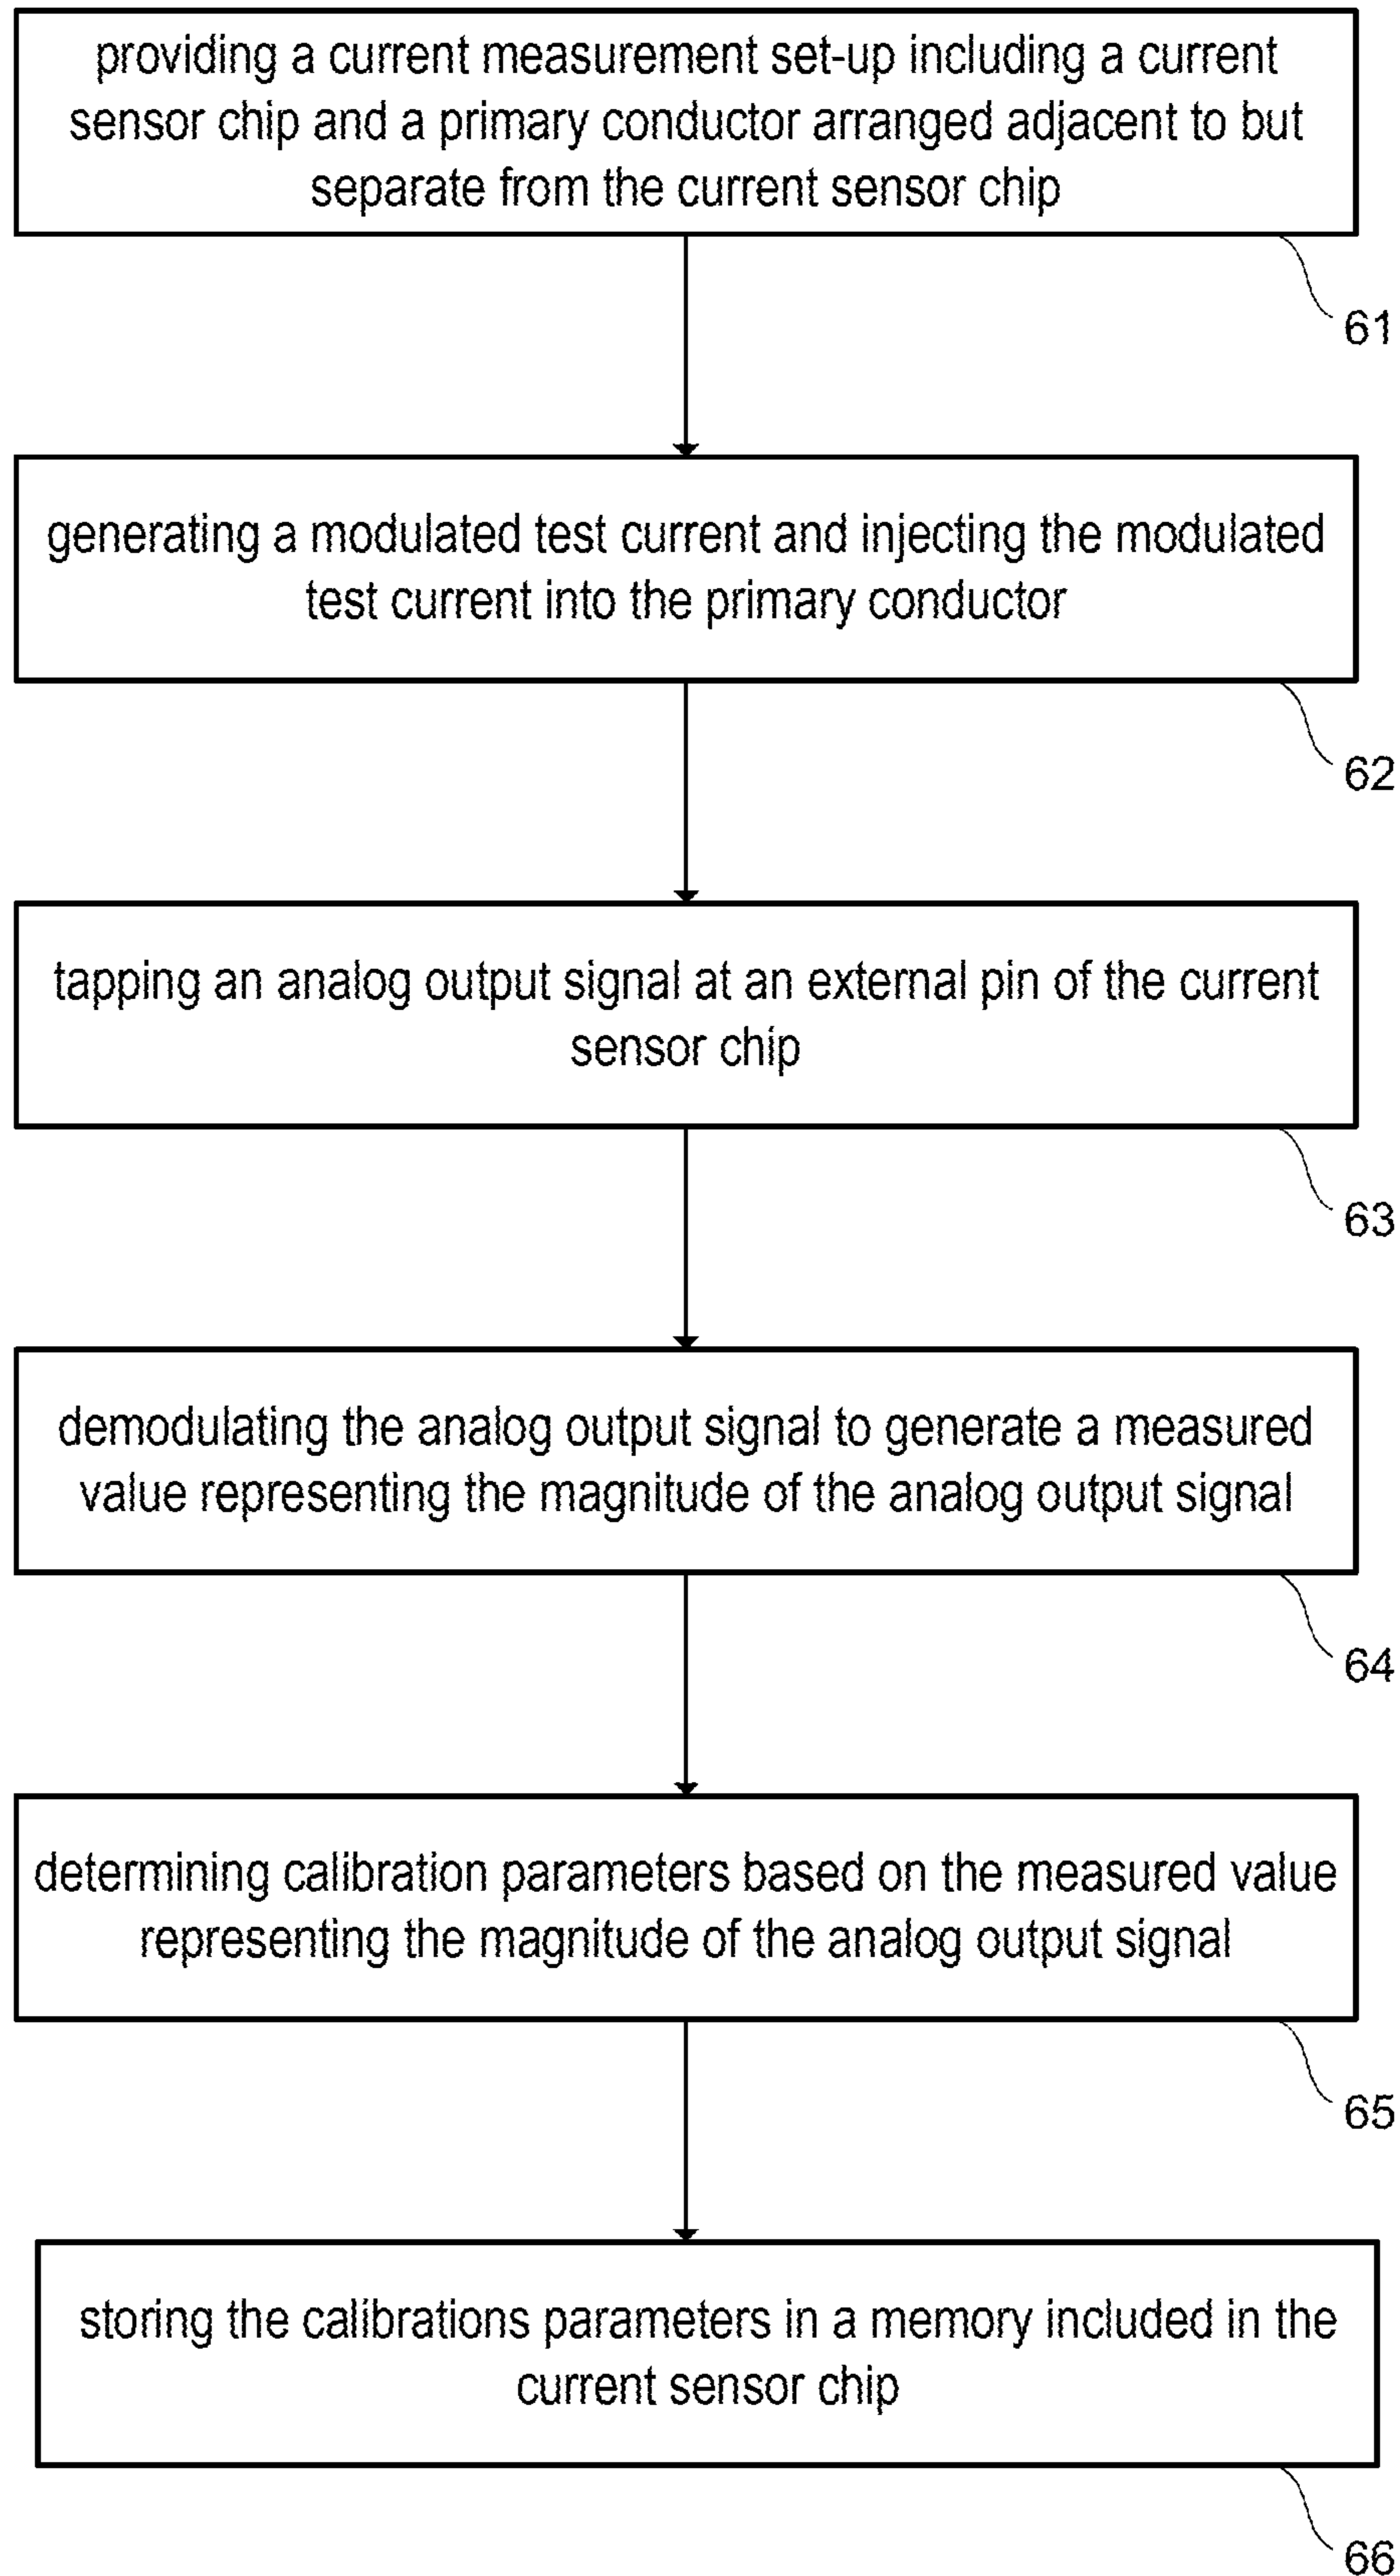 providing a current measurement set-up including a current
sensor chip and a primary conductor arranged adjacent to but
separate from the current sensor chip
61
generating a modulated test current and injecting the modulated
test current into the primary conductor
62
tapping an analog output signal at an external pin of the current
sensor chip
63
demodulating the analog output signal to generate a measured
value representing the magnitude of the analog output signal
64
determining calibration parameters based on the measured value
representing the magnitude of the analog output signal
65
storing the calibrations parameters in a memory included in the
current sensor chip
66